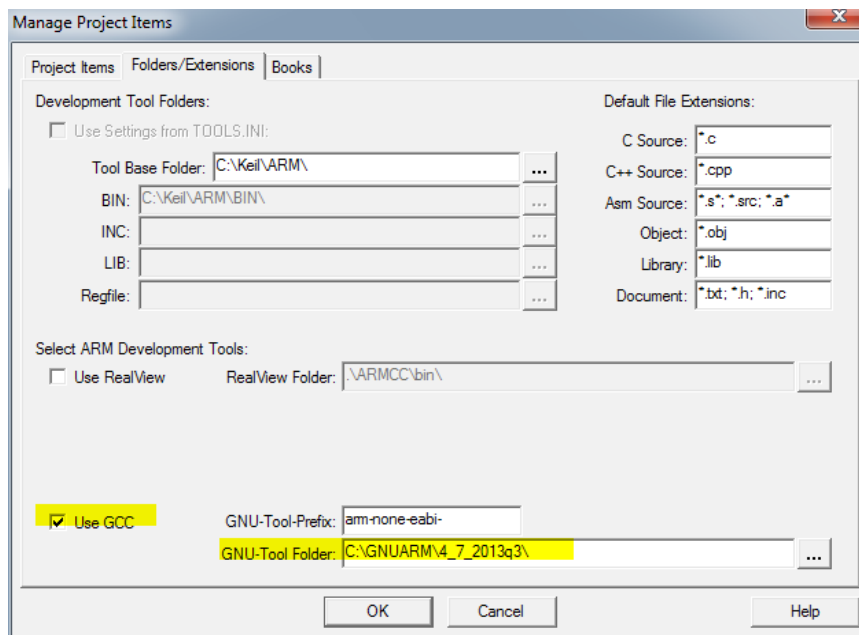 Manage Project Items
Project Items Folders/Extensions Books
Development Tool Folders:
Use Settings from TOOLS.INI:
Tool Base Folder: C:\Keil\ARM\ ...
BIN: C:\Keil\ARM\BIN\ ...
INC: ...
LIB: ...
Regfile: ...
Default File Extensions:
C Source: *.c
C++ Source: *.cpp
Asm Source: *.s*; *.src; *.a*
Object: *.obj
Library: *.lib
Document: *.txt; *.h; *.inc
Select ARM Development Tools:
Use RealView RealView Folder: .\ARMCC\bin\ ...
Use GCC GNU-Tool-Prefix: arm-none-eabi-
GNU-Tool Folder: C:\GNUARM\4_7_2013q3\ ...
OK Cancel Help